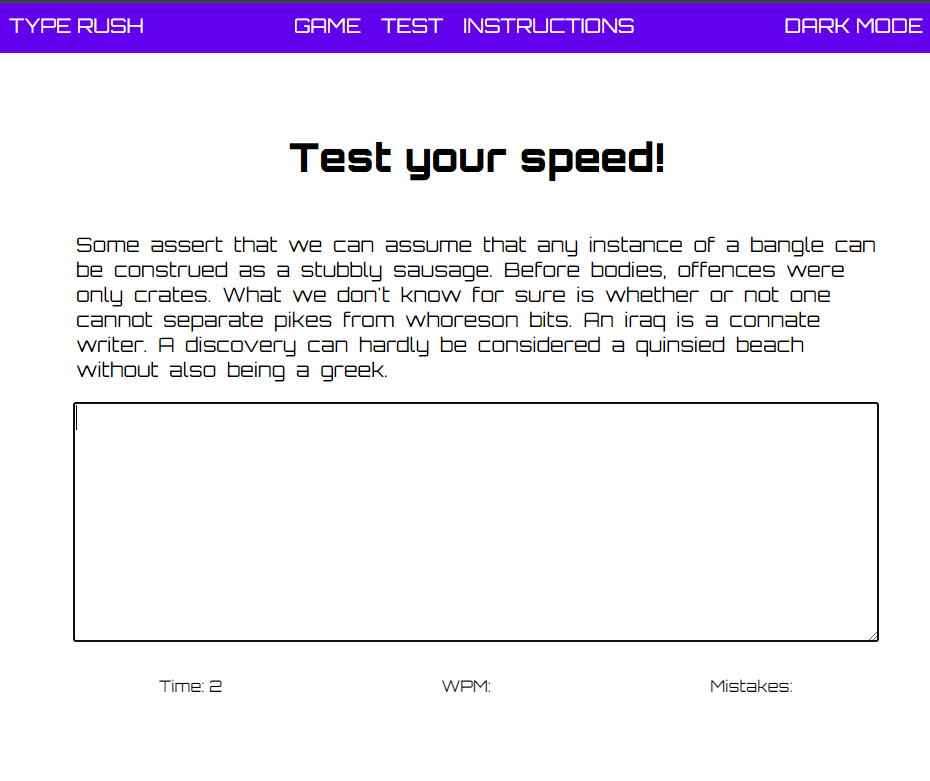 TYPE RUSH GAME TEST INSTRUCTIONS DARK MODE
Test your speed!
Some assert that we can assume that any instance of a bangle can
be construed as a stubbly sausage. Before bodies, offences were
only crates. What we don't know for sure is whether or not one
cannot separate pikes from whoreson bits. An iraq is a connate
writer. A discovery can hardly be considered a quinsied beach
without also being a greek.
Time: 2 WPM: Mistakes: